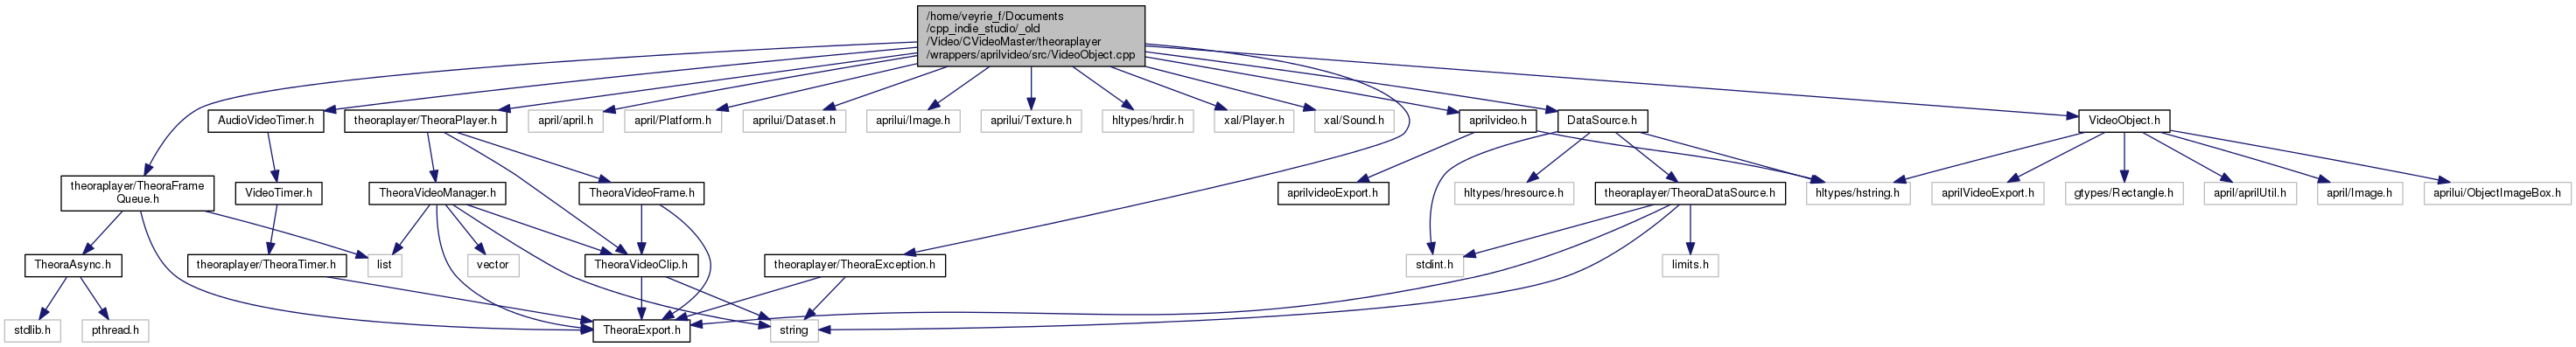 /home/veyrie_f/Documents
/cpp_indie_studio/_old
/Video/CVideoMaster/theoraplayer
/wrappers/aprilvideo/src/VideoObject.cpp
AudioVideoTimer.h
theoraplayer/TheoraPlayer.h
april/april.h
april/Platform.h
aprilui/Dataset.h
aprilui/Image.h
aprilui/Texture.h
hltypes/hrdir.h
xal/Player.h
xal/Sound.h
aprilvideo.h
DataSource.h
VideoObject.h
theoraplayer/TheoraFrame
Queue.h
VideoTimer.h
TheoraVideoManager.h
TheoraVideoFrame.h
aprilvideoExport.h
hltypes/hresource.h
theoraplayer/TheoraDataSource.h
hltypes/hstring.h
aprilVideoExport.h
gtypes/Rectangle.h
april/aprilUtil.h
april/Image.h
aprilui/ObjectImageBox.h
TheoraAsync.h
theoraplayer/TheoraTimer.h
list
vector
TheoraVideoClip.h
theoraplayer/TheoraException.h
stdint.h
limits.h
stdlib.h
pthread.h
TheoraExport.h
string